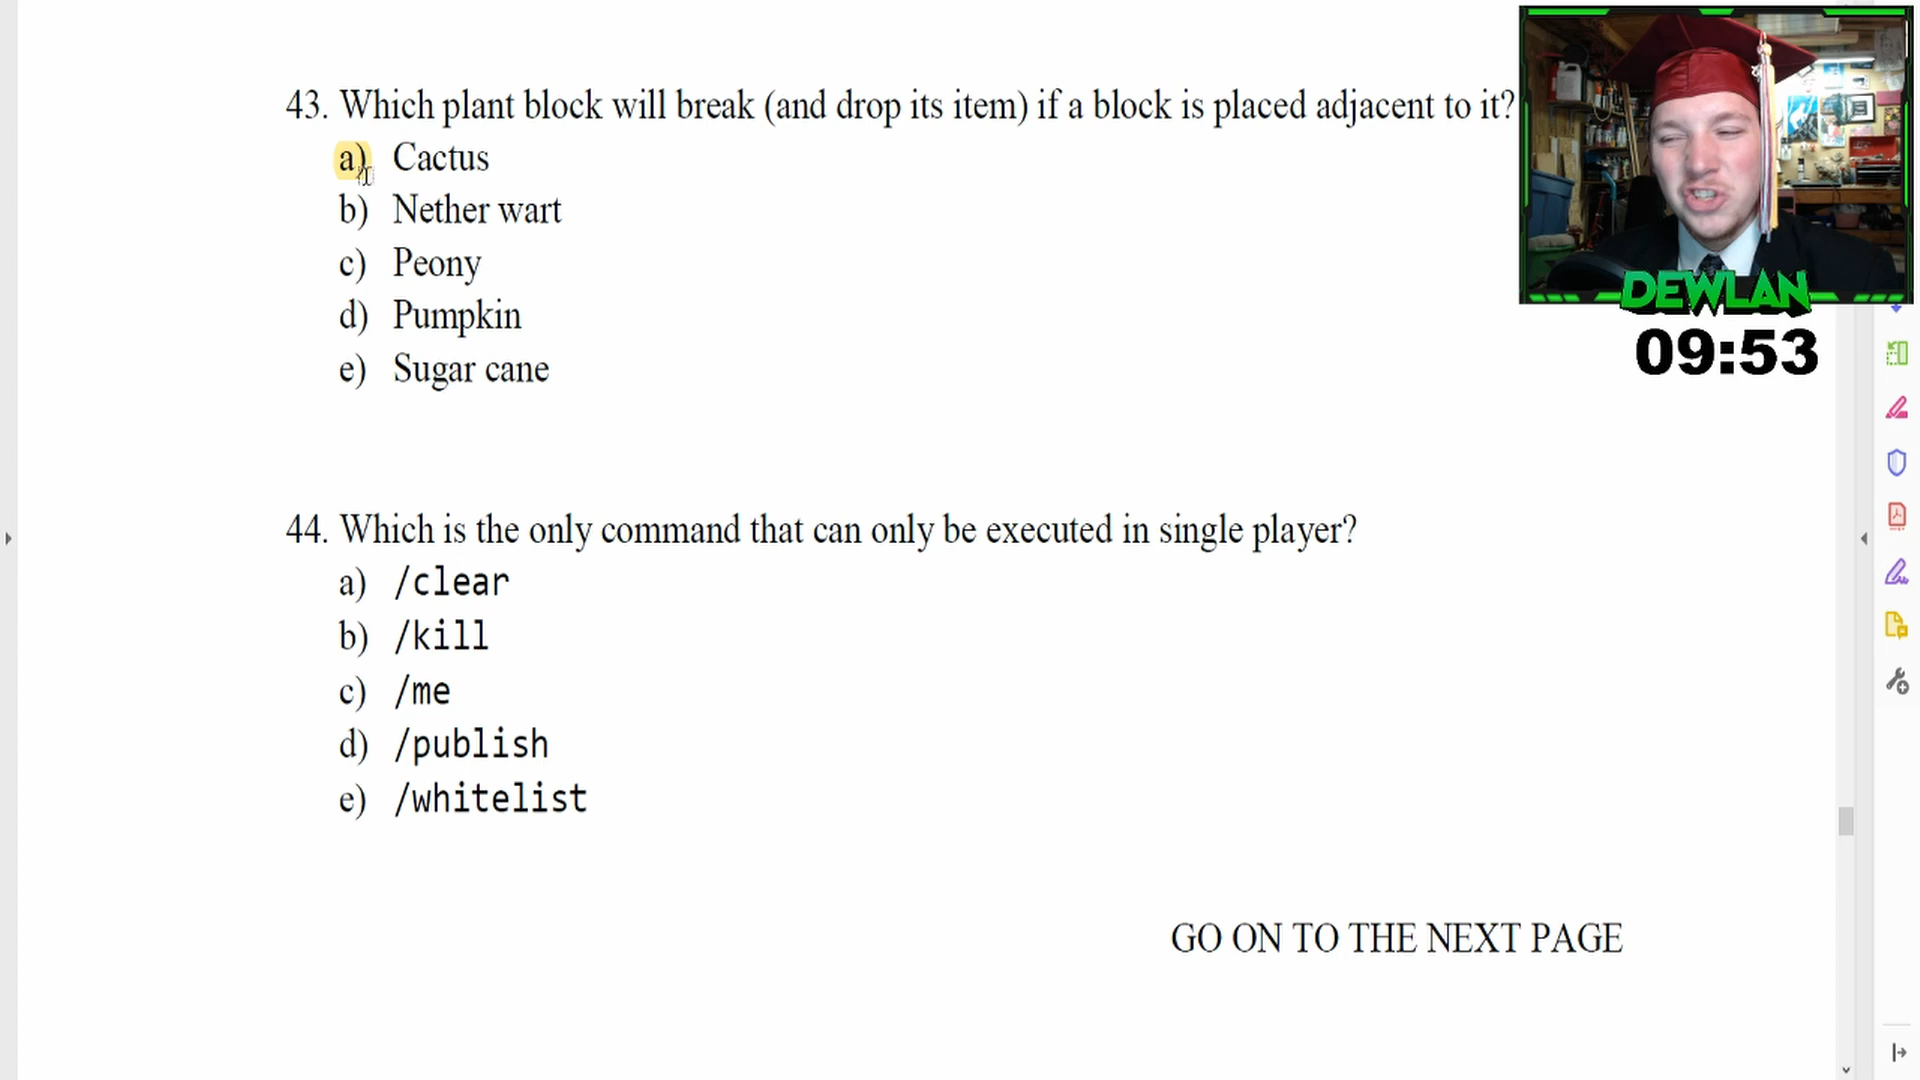 43. Which plant block will break (and drop its item) if a block is placed adjacent to it?
a) Cactus
b) Nether wart
c) Peony
d) Pumpkin
e) Sugar cane
DEWLAN
09:53
44. Which is the only command that can only be executed in single player?
a) /clear
b) /kill
c) /me
d) /publish
e) /whitelist
GO ON TO THE NEXT PAGE